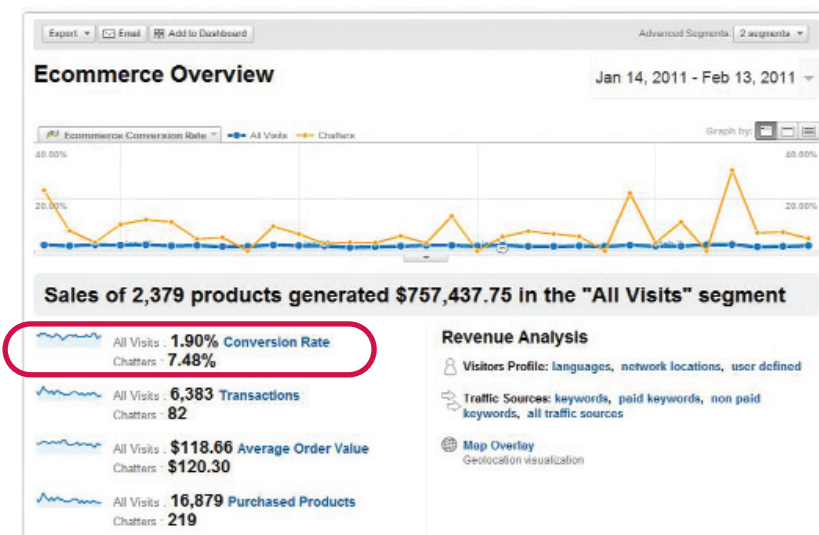 Export Email Add to Dashboard
Advanced Segments: 2 segments
Ecommerce Overview
Jan 14, 2011 - Feb 13, 2011
Ecommerce Conversion Rate All Visits Chatters
Graph by:
40.00% 40.00%
20.00% 20.00%
Sales of 2,379 products generated $757,437.75 in the "All Visits" segment
All Visits : 1.90% Conversion Rate
Chatters : 7.48%
All Visits : 6,383 Transactions
Chatters : 82
All Visits : $118.66 Average Order Value
Chatters : $120.30
All Visits : 16,879 Purchased Products
Chatters : 219
Revenue Analysis
Visitors Profile: languages, network locations, user defined
Traffic Sources: keywords, paid keywords, non paid
keywords, all traffic sources
Map Overlay
Geolocation visualization